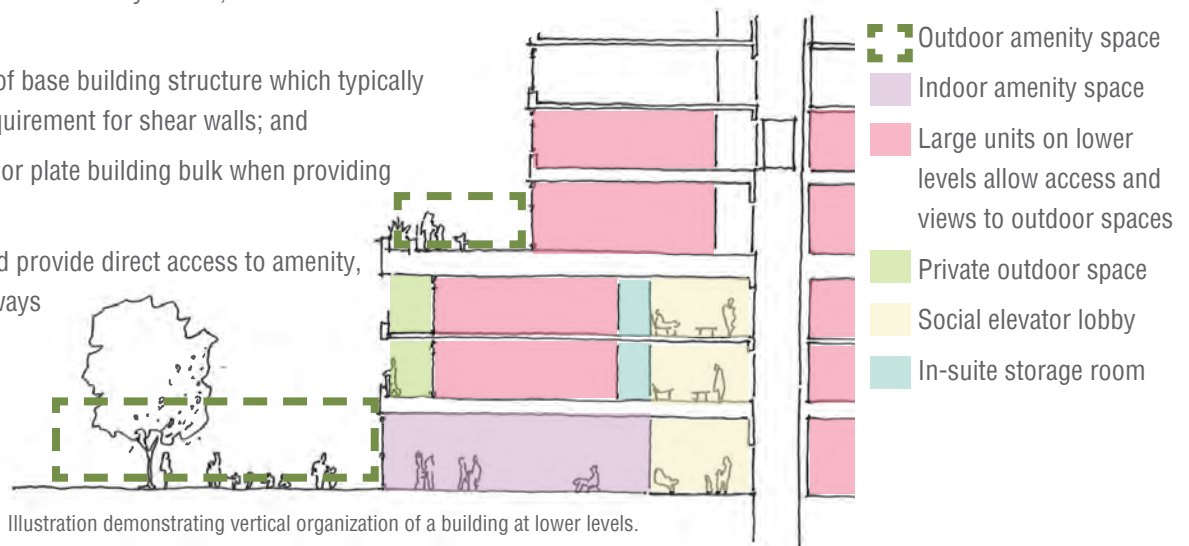 of base building structure which typically
quirement for shear walls; and
or plate building bulk when providing
d provide direct access to amenity,
ways
Outdoor amenity space
Indoor amenity space
Large units on lower
levels allow access and
views to outdoor spaces
Private outdoor space
Social elevator lobby
In-suite storage room
Illustration demonstrating vertical organization of a building at lower levels.